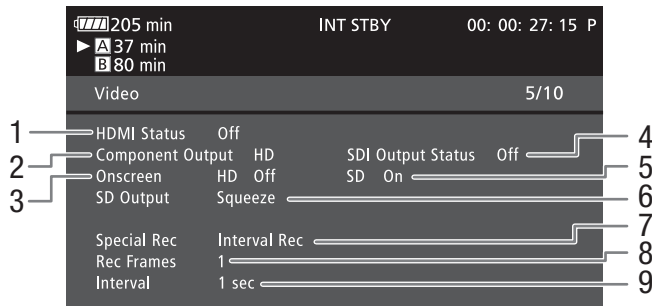 205 min INT STBY 00: 00: 27: 15 P
A 37 min
B 80 min
Video 5/10
1 HDMI Status Off
2 Component Output HD SDI Output Status Off 4
3 Onscreen HD Off SD On 5
SD Output Squeeze 6
Special Rec Interval Rec 7
Rec Frames 1 8
Interval 1 sec 9